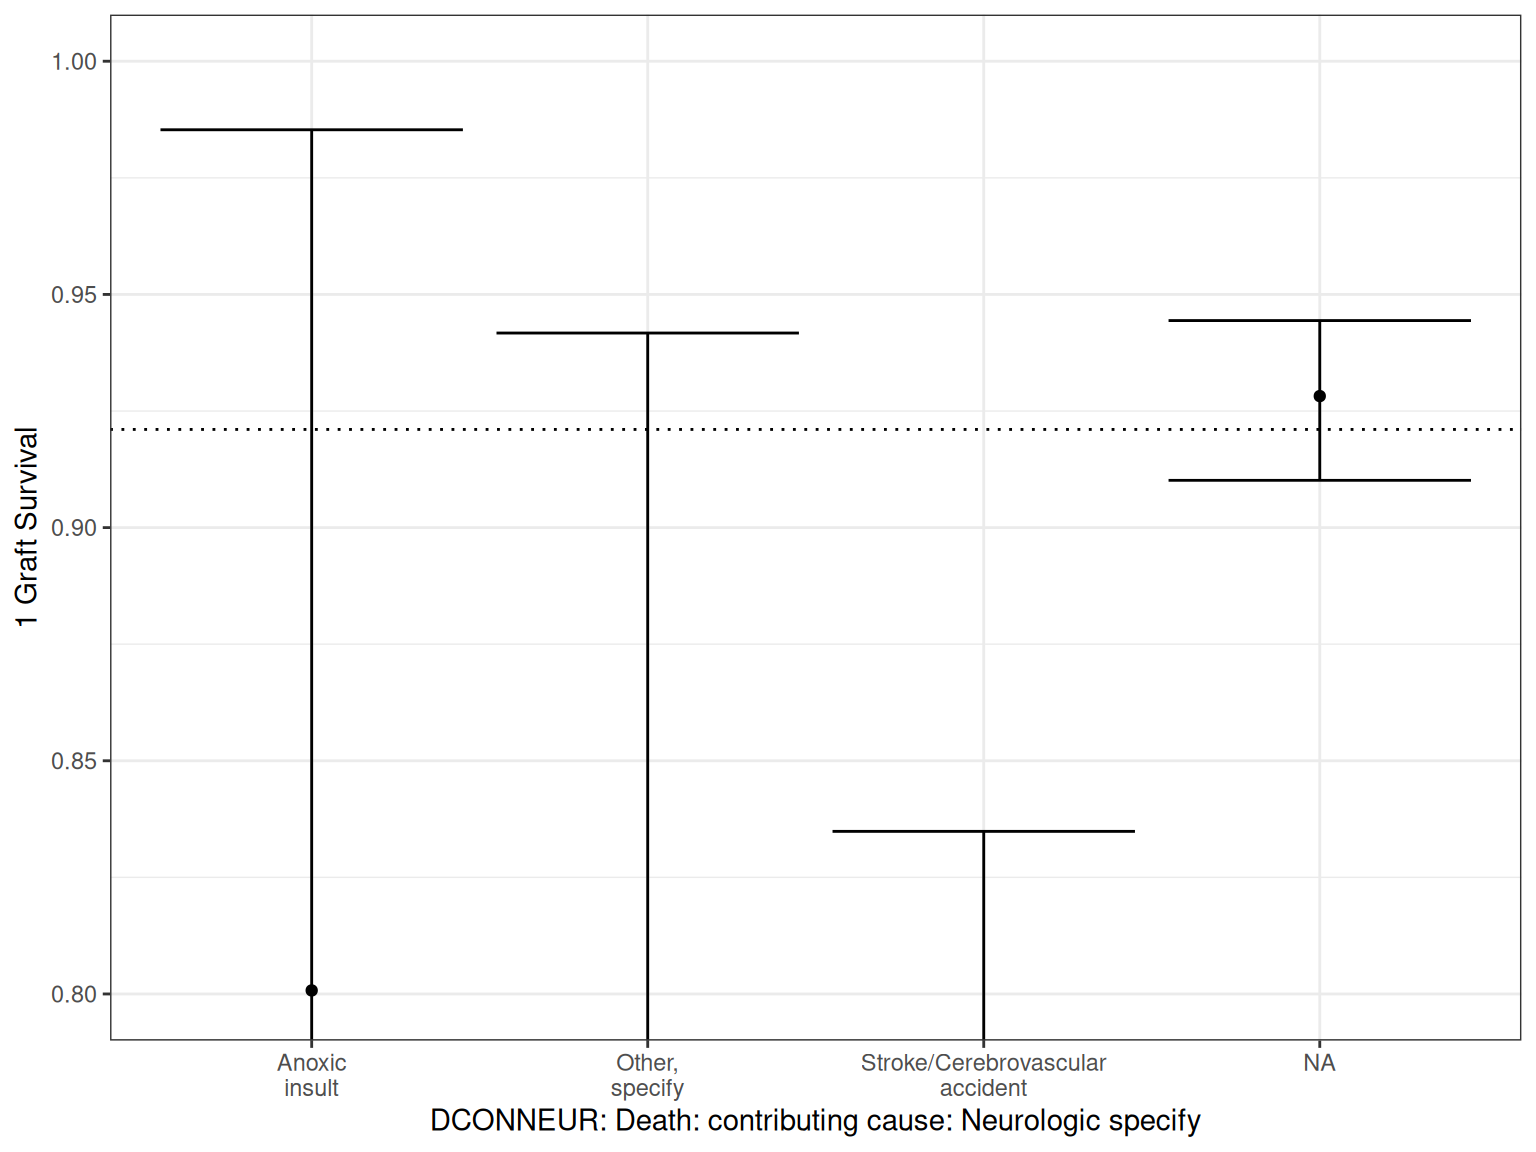 1.00
0.95
0.90
0.85
0.80
1 Graft Survival
Anoxic
insult
Other,
specify
Stroke/Cerebrovascular
accident
NA
DCONNEUR: Death: contributing cause: Neurologic specify